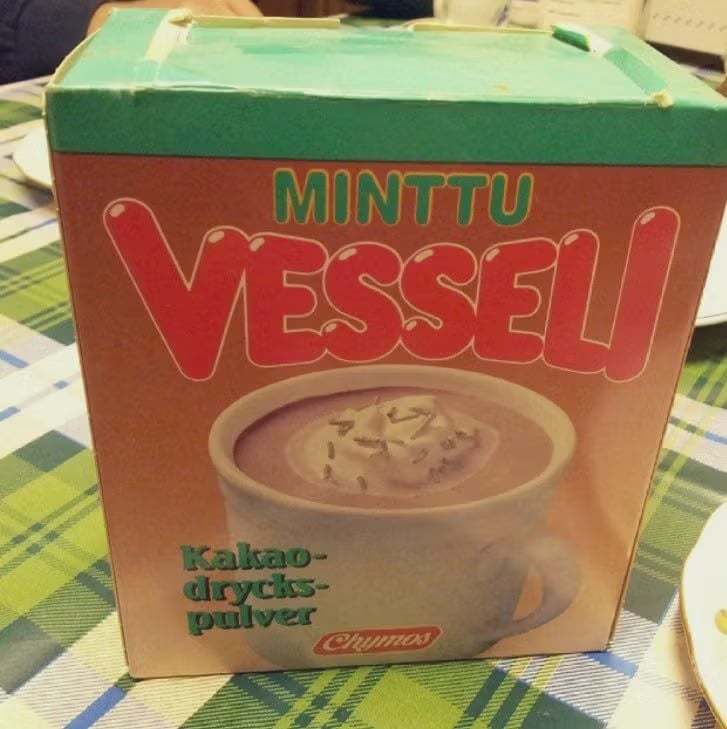 MINTTU
VESSELI
Kakao-
drycks-
pulver
Chymos